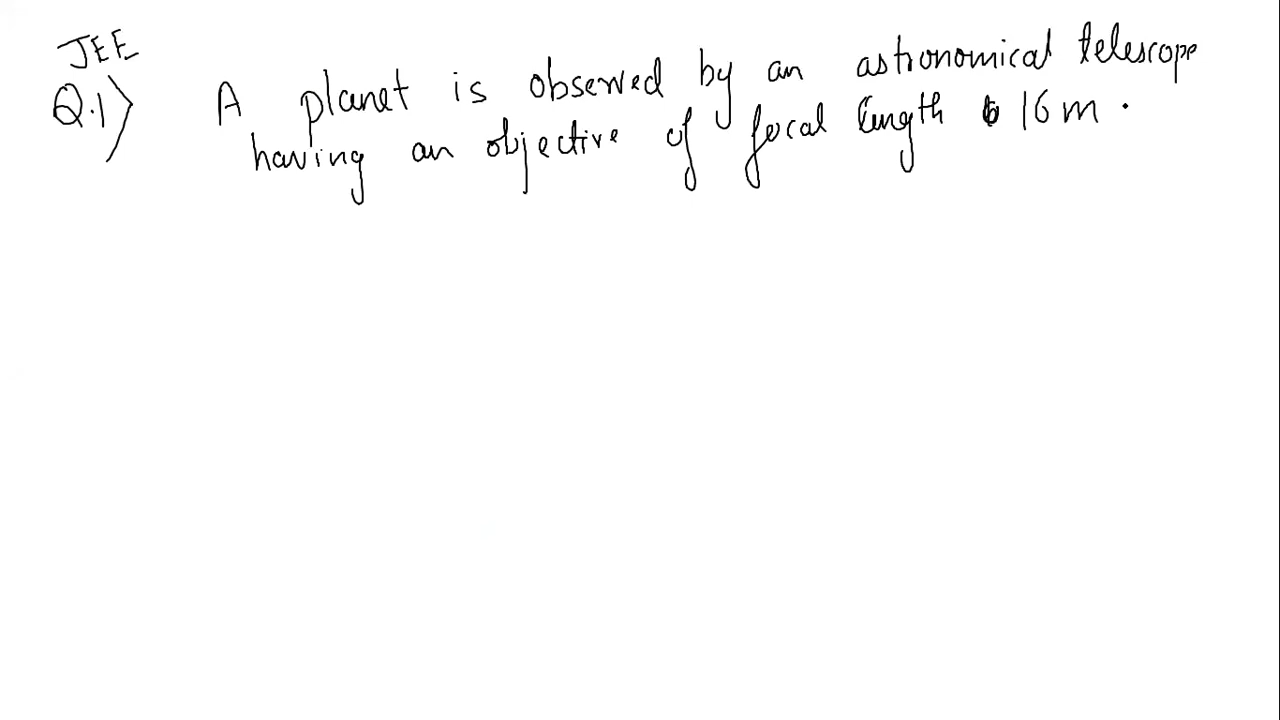 JEE
Q.1) A planet is observed by an astronomical telescope
having an objective of focal length 16 m.